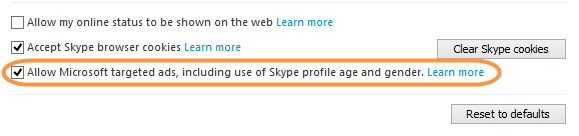 Allow my online status to be shown on the web Learn more
Accept Skype browser cookies Learn more
Clear Skype cookies
Allow Microsoft targeted ads, including use of Skype profile age and gender. Learn more
Reset to defaults